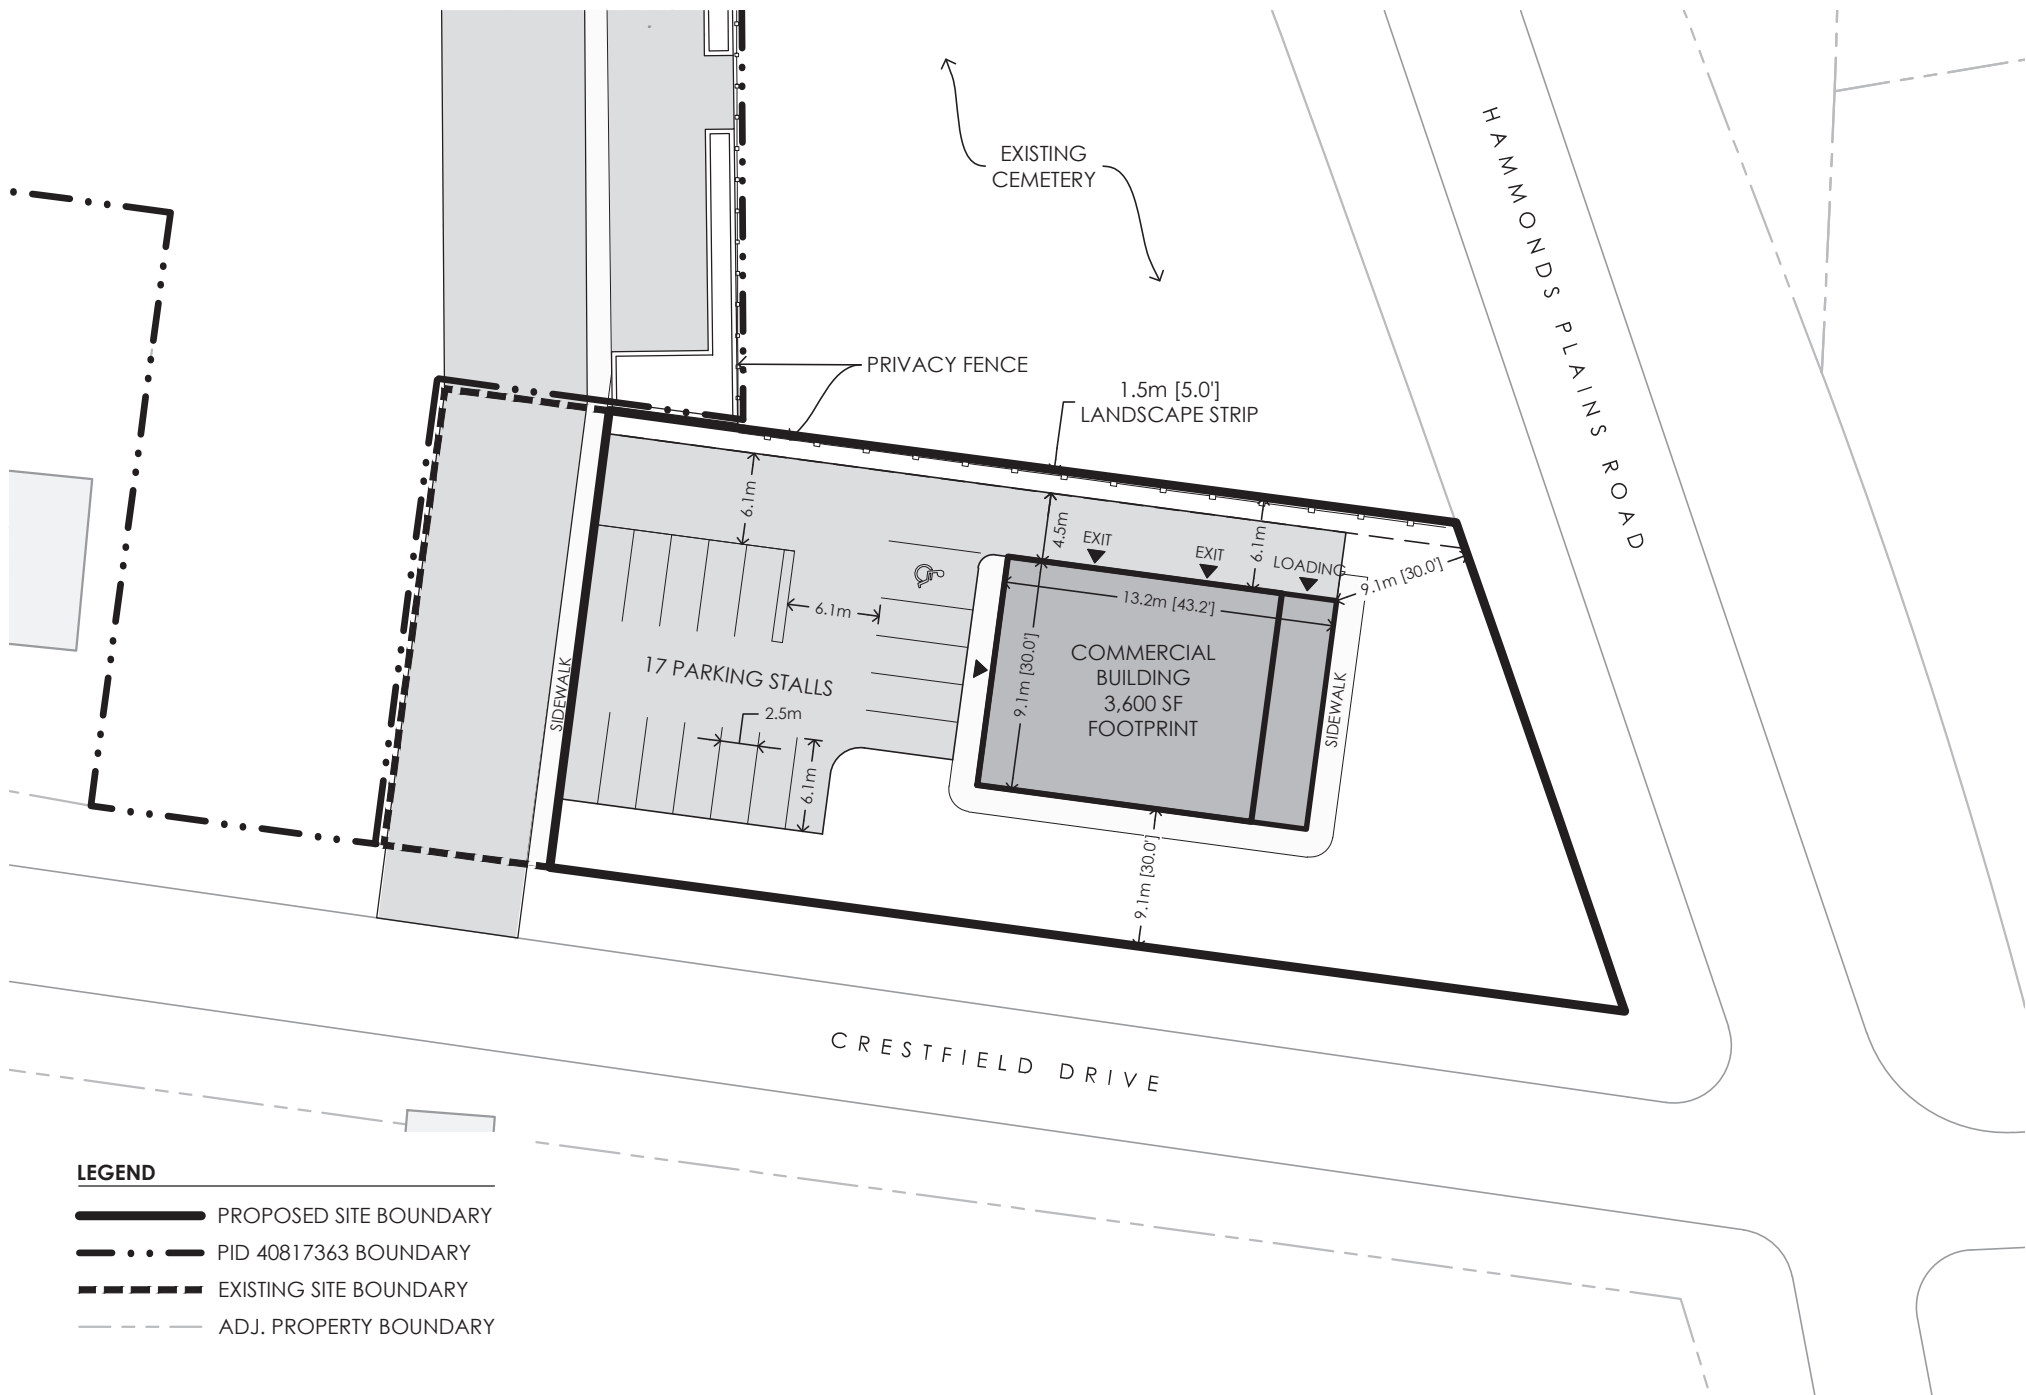 HAMMONDS PLAINS ROAD
EXISTING
CEMETERY
PRIVACY FENCE
1.5m [5.0']
LANDSCAPE STRIP
6.1m
4.5m
EXIT
EXIT
6.1m
LOADING
9.1m [30.0']
13.2m [43.2']
6.1m
9.1m [30.0']
COMMERCIAL
BUILDING
3,600 SF
FOOTPRINT
SIDEWALK
17 PARKING STALLS
SIDEWALK
2.5m
6.1m
9.1m [30.0']
CRESTFIELD DRIVE
LEGEND
PROPOSED SITE BOUNDARY
PID 40817363 BOUNDARY
EXISTING SITE BOUNDARY
ADJ. PROPERTY BOUNDARY